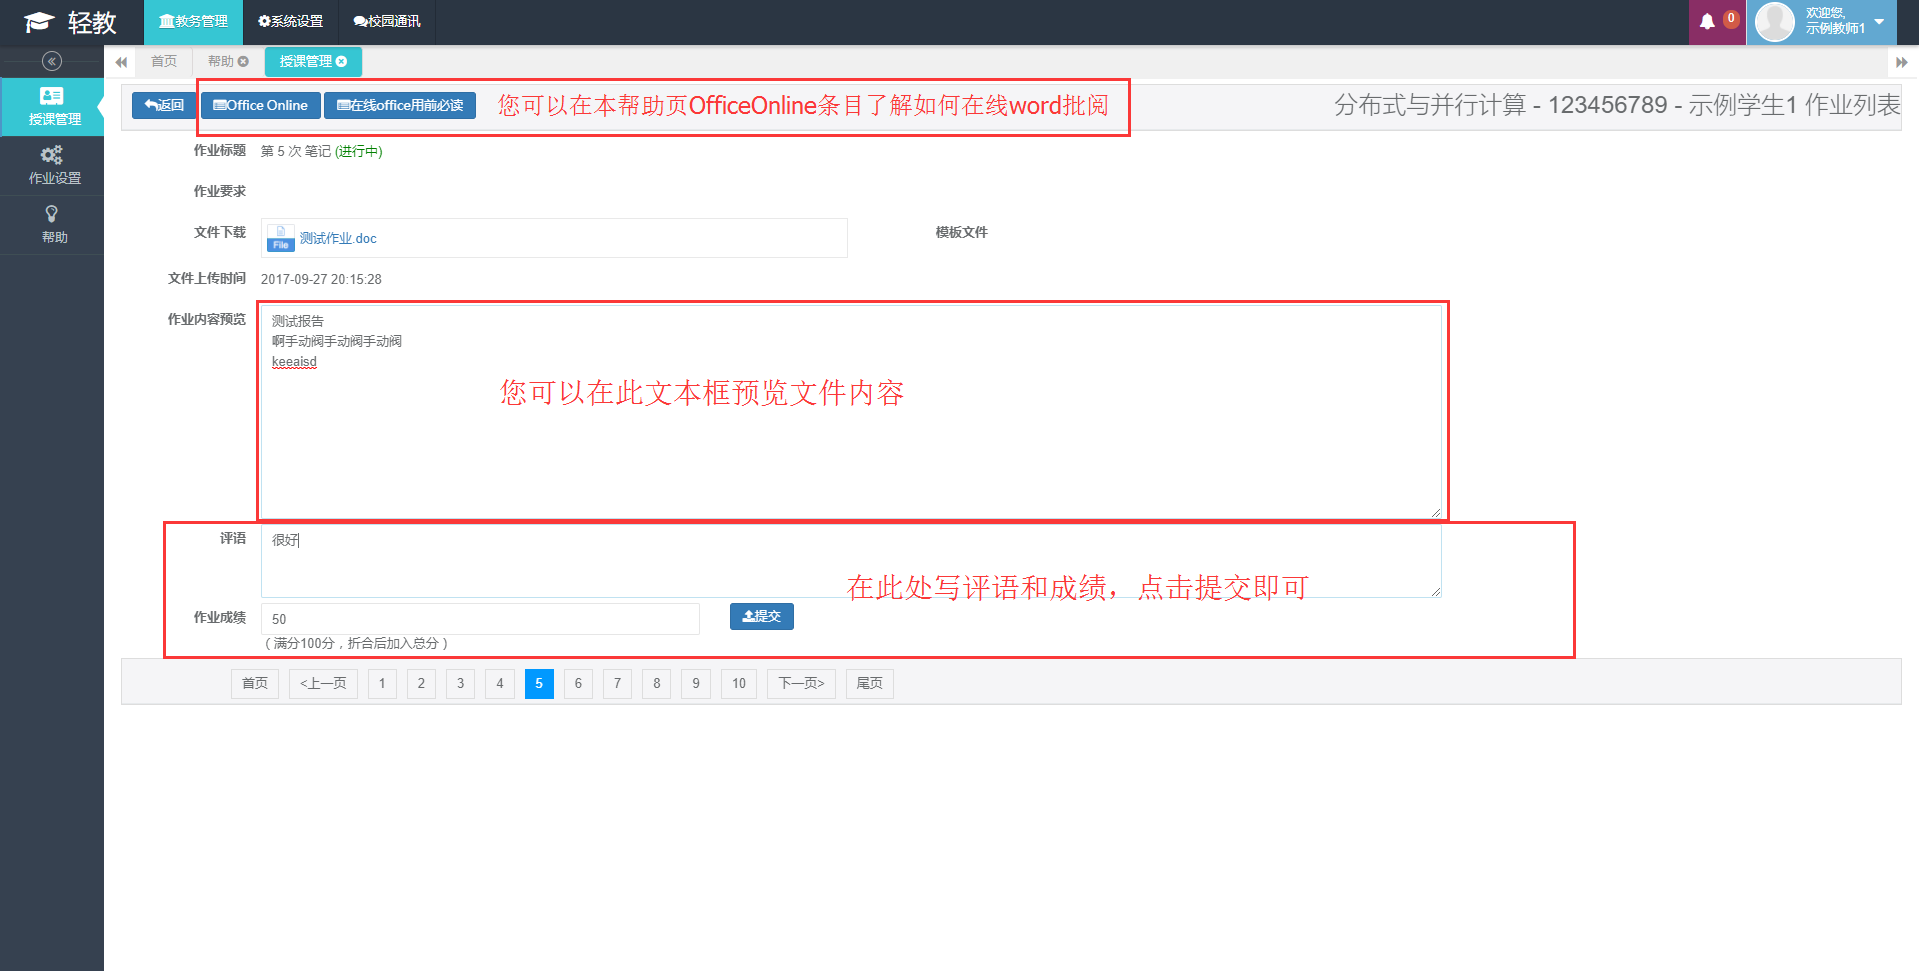 轻教
教务管理
系统设置
校园通讯
0
欢迎您,
示例教师1
首页
帮助
授课管理
授课管理
作业设置
帮助
返回
Office Online
在线office用前必读
您可以在本帮助页OfficeOnline条目了解如何在线word批阅
分布式与并行计算 - 123456789 - 示例学生1 作业列表
作业标题
第 5 次 笔记 (进行中)
作业要求
文件下载
File
测试作业.doc
模板文件
文件上传时间
2017-09-27 20:15:28
作业内容预览
测试报告
啊手动阀手动阀手动阀
keeaisd
您可以在此文本框预览文件内容
评语
很好
在此处写评语和成绩，点击提交即可
作业成绩
50
提交
（满分100分，折合后加入总分）
首页
<上一页
1
2
3
4
5
6
7
8
9
10
下一页>
尾页